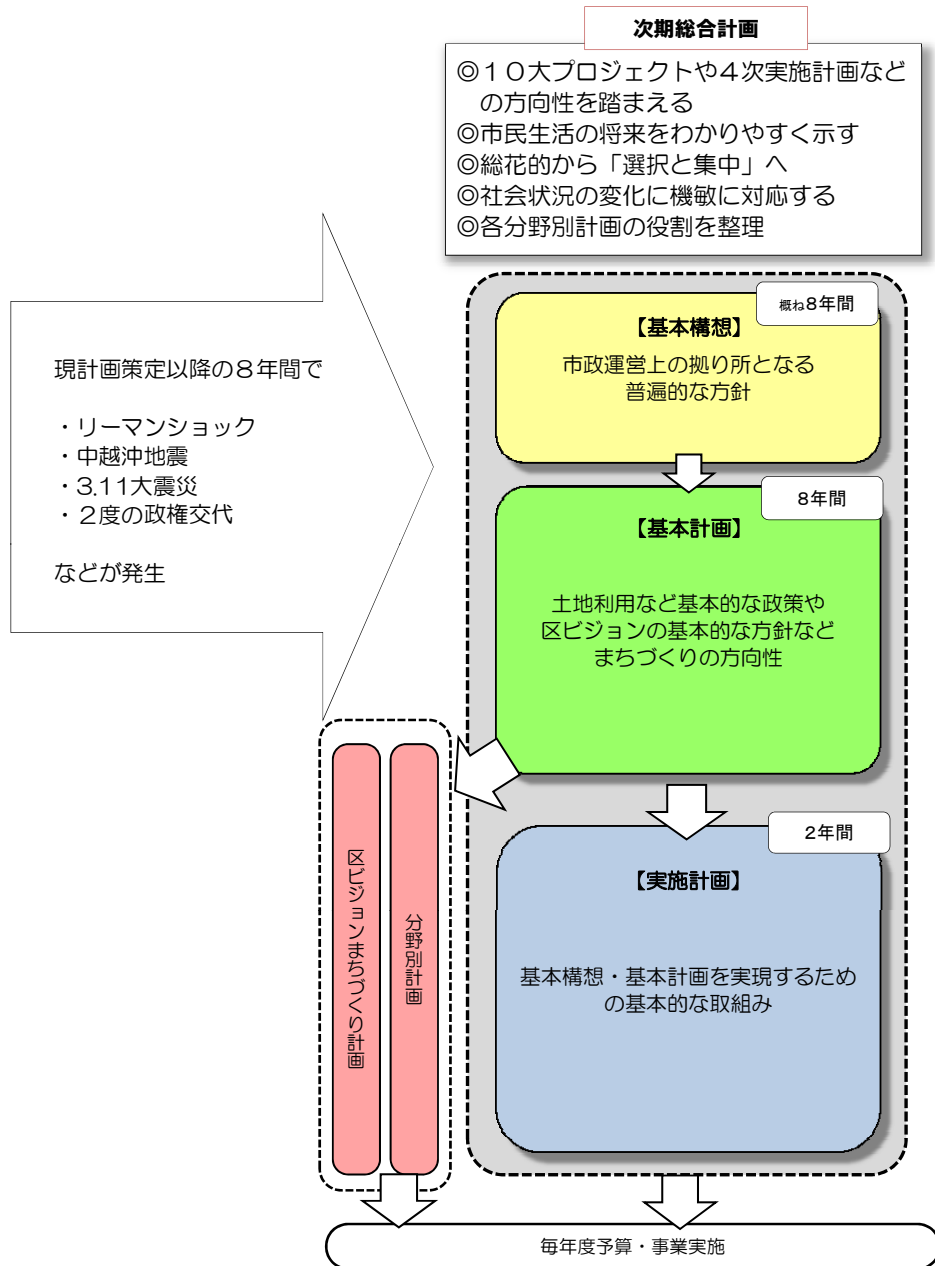 次期総合計画
◎１０大プロジェクトや４次実施計画など
の方向性を踏まえる
◎市民生活の将来をわかりやすく示す
◎総花的から「選択と集中」へ
◎社会状況の変化に機敏に対応する
◎各分野別計画の役割を整理
現計画策定以降の８年間で
・リーマンショック
・中越沖地震
・3.11大震災
・２度の政権交代
などが発生
概ね8年間
【基本構想】
市政運営上の拠り所となる
普遍的な方針
8年間
【基本計画】
土地利用など基本的な政策や
区ビジョンの基本的な方針など
まちづくりの方向性
2年間
【実施計画】
基本構想・基本計画を実現するため
の基本的な取組み
区ビジョンまちづくり計画
分野別計画
毎年度予算・事業実施